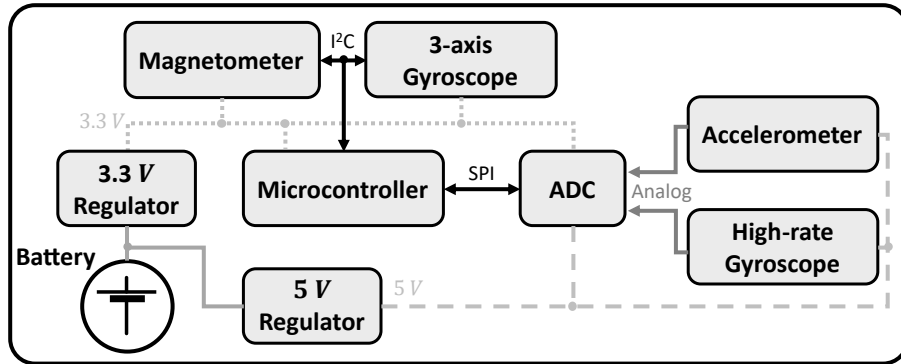 I²C
Magnetometer
3-axis
Gyroscope
3.3 V
Accelerometer
3.3 V
Regulator
Microcontroller
SPI
ADC
Analog
High-rate
Gyroscope
Battery
5 V
Regulator
5 V